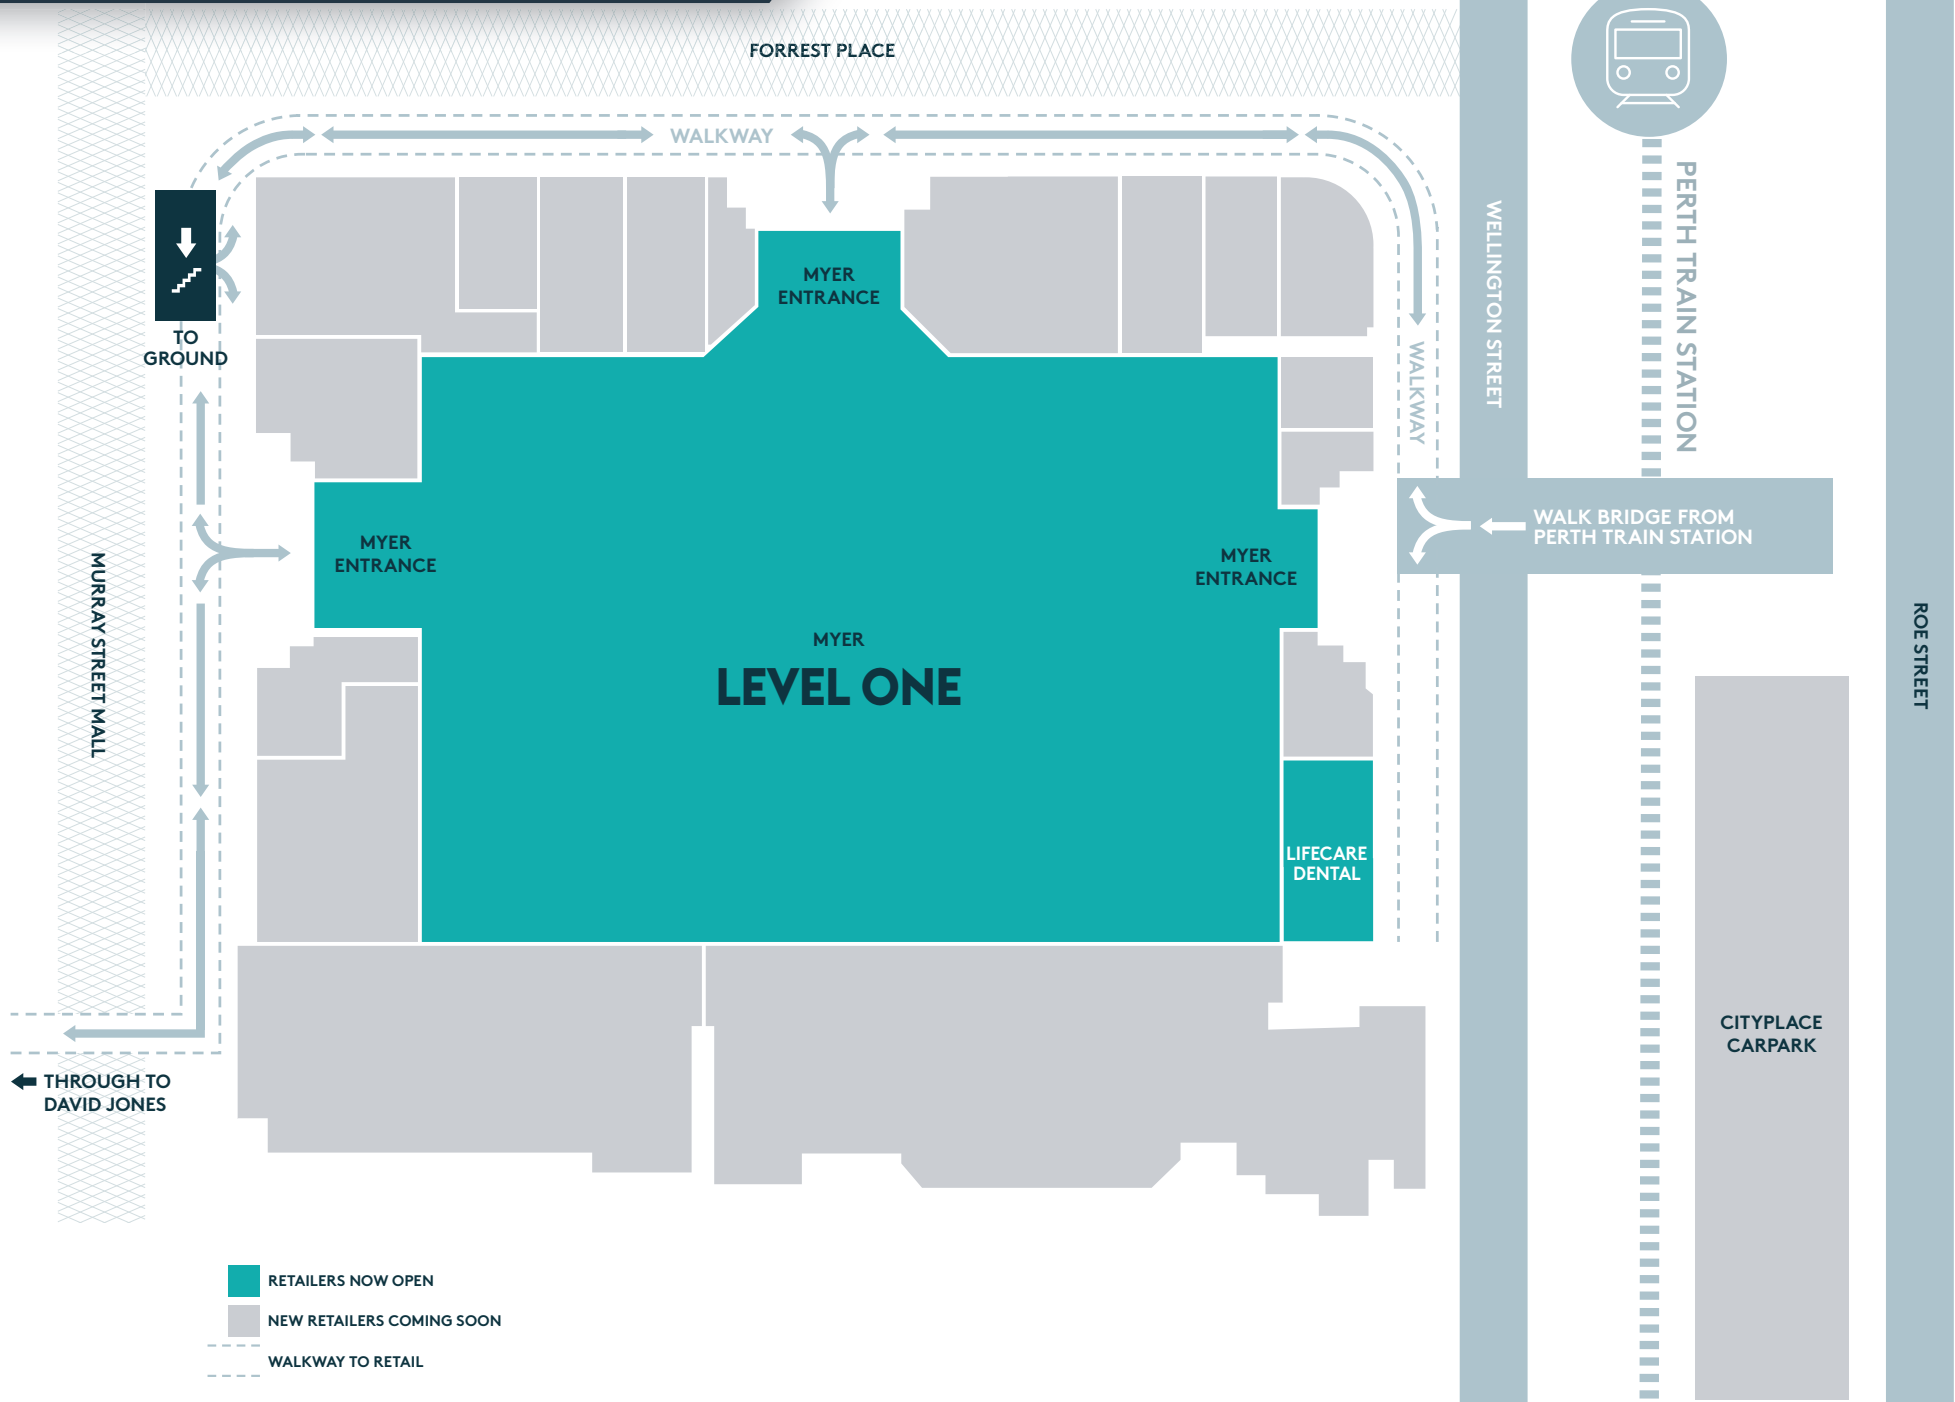 FORREST PLACE
WALKWAY
PERTH TRAIN STATION
WELLINGTON STREET
MYER
ENTRANCE
TO
GROUND
WALKWAY
WALK BRIDGE FROM
PERTH TRAIN STATION
MYER
ENTRANCE
MYER
ENTRANCE
MURRAY STREET MALL
ROE STREET
MYER
LEVEL ONE
LIFECARE
DENTAL
CITYPLACE
CARPARK
THROUGH TO
DAVID JONES
RETAILERS NOW OPEN
NEW RETAILERS COMING SOON
WALKWAY TO RETAIL